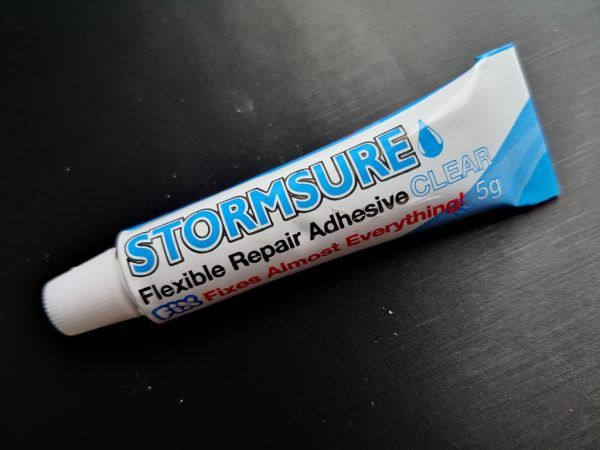 STORMSURE
Flexible Repair Adhesive CLEAR
Fixes Almost Everything! 5g